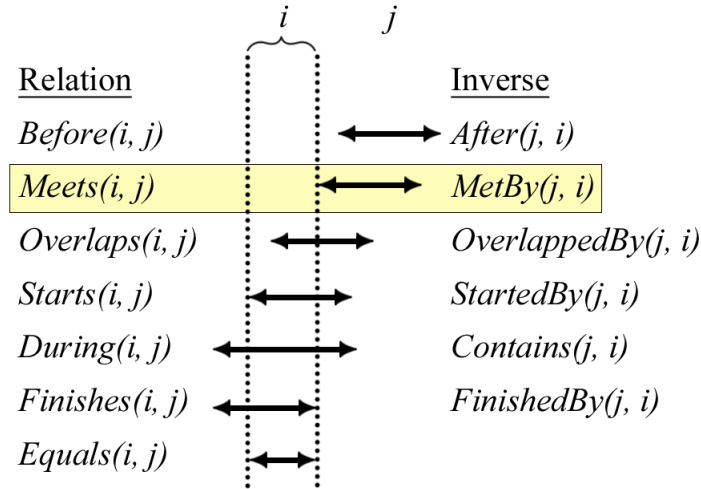 i j
Relation Inverse
Before(i, j) After(j, i)
Meets(i, j) MetBy(j, i)
Overlaps(i, j) OverlappedBy(j, i)
Starts(i, j) StartedBy(j, i)
During(i, j) Contains(j, i)
Finishes(i, j) FinishedBy(j, i)
Equals(i, j)